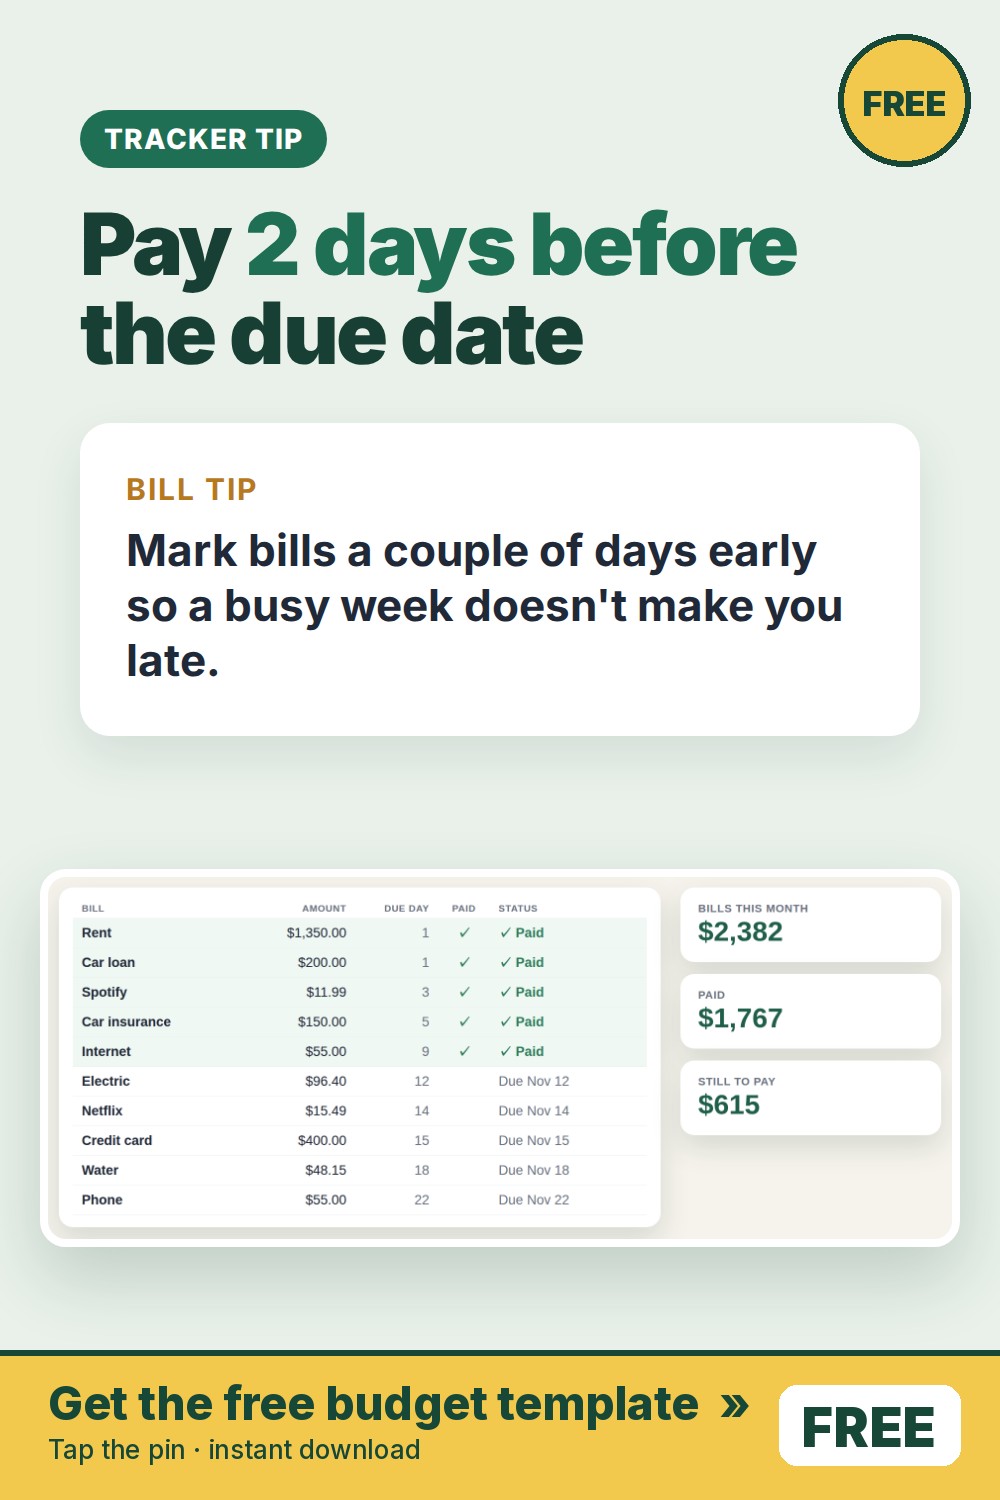 FREE
TRACKER TIP
Pay 2 days before
the due date
BILL TIP
Mark bills a couple of days early
so a busy week doesn't make you
late.
BILL AMOUNT DUE DAY PAID STATUS
Rent $1,350.00 1 ✓ ✓ Paid
Car loan $200.00 1 ✓ ✓ Paid
Spotify $11.99 3 ✓ ✓ Paid
Car insurance $150.00 5 ✓ ✓ Paid
Internet $55.00 9 ✓ ✓ Paid
Electric $96.40 12 Due Nov 12
Netflix $15.49 14 Due Nov 14
Credit card $400.00 15 Due Nov 15
Water $48.15 18 Due Nov 18
Phone $55.00 22 Due Nov 22
BILLS THIS MONTH
$2,382
PAID
$1,767
STILL TO PAY
$615
Get the free budget template »
Tap the pin · instant download
FREE